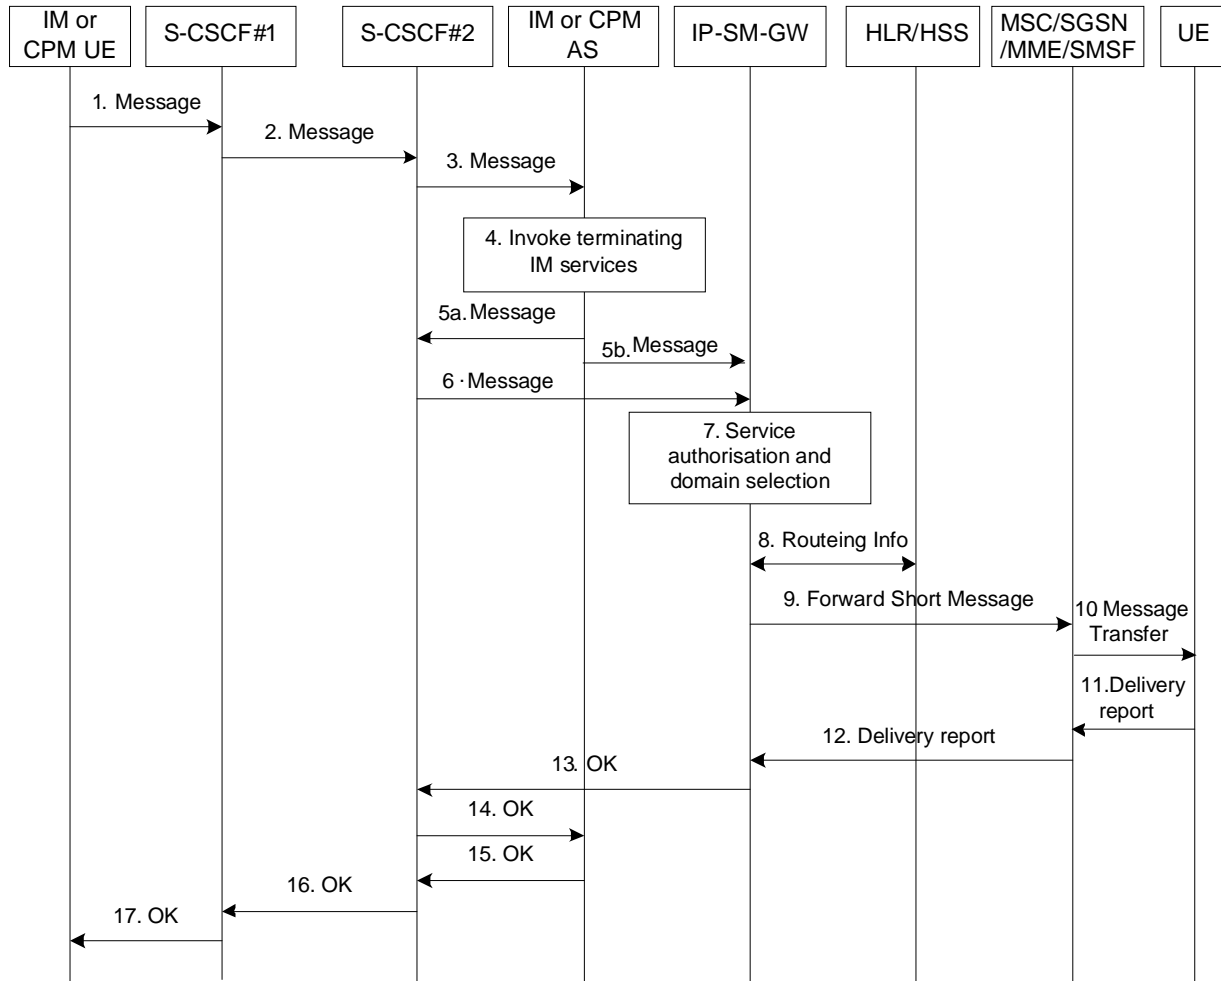 IM or
CPM UE
S-CSCF#1
S-CSCF#2
IM or CPM
AS
IP-SM-GW
HLR/HSS
MSC/SGSN
/MME/SMSF
UE
1. Message
2. Message
3. Message
4. Invoke terminating
IM services
5a. Message
5b. Message
6 · Message
7. Service
authorisation and
domain selection
8. Routeing Info
9. Forward Short Message
10 Message
Transfer
11.Delivery
report
12. Delivery report
13. OK
14. OK
15. OK
16. OK
17. OK